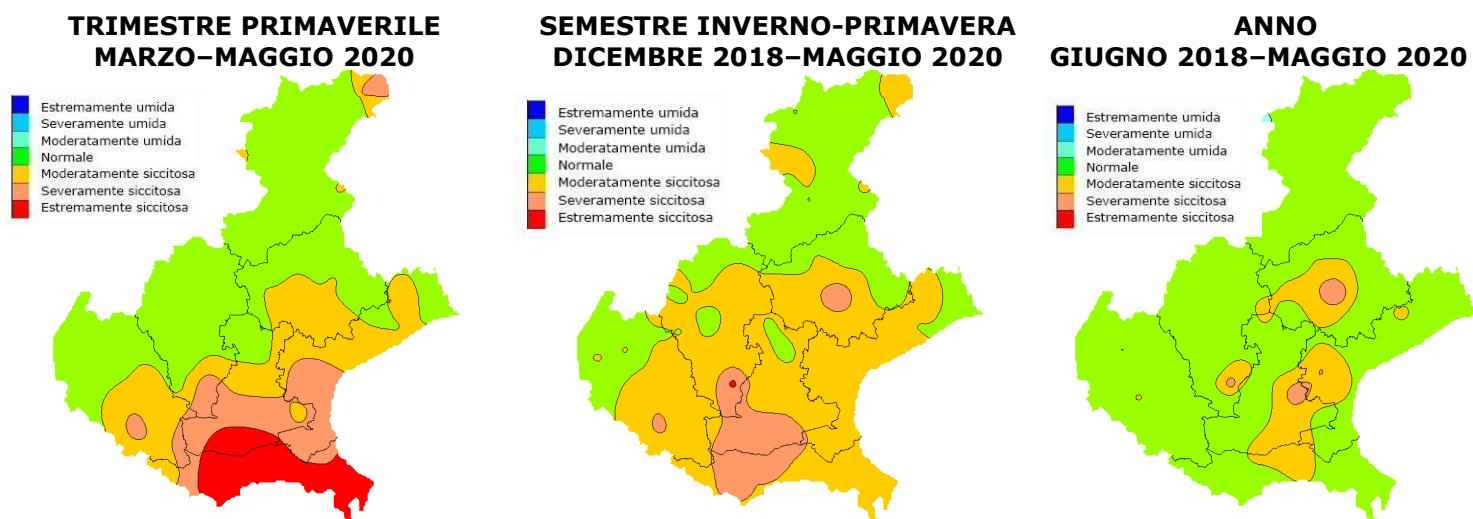 TRIMESTRE PRIMAVERILE
MARZO–MAGGIO 2020
Estremamente umida
Severamente umida
Moderatamente umida
Normale
Moderatamente siccitosa
Severamente siccitosa
Estremamente siccitosa
SEMESTRE INVERNO-PRIMAVERA
DICEMBRE 2018–MAGGIO 2020
Estremamente umida
Severamente umida
Moderatamente umida
Normale
Moderatamente siccitosa
Severamente siccitosa
Estremamente siccitosa
ANNO
GIUGNO 2018–MAGGIO 2020
Estremamente umida
Severamente umida
Moderatamente umida
Normale
Moderatamente siccitosa
Severamente siccitosa
Estremamente siccitosa